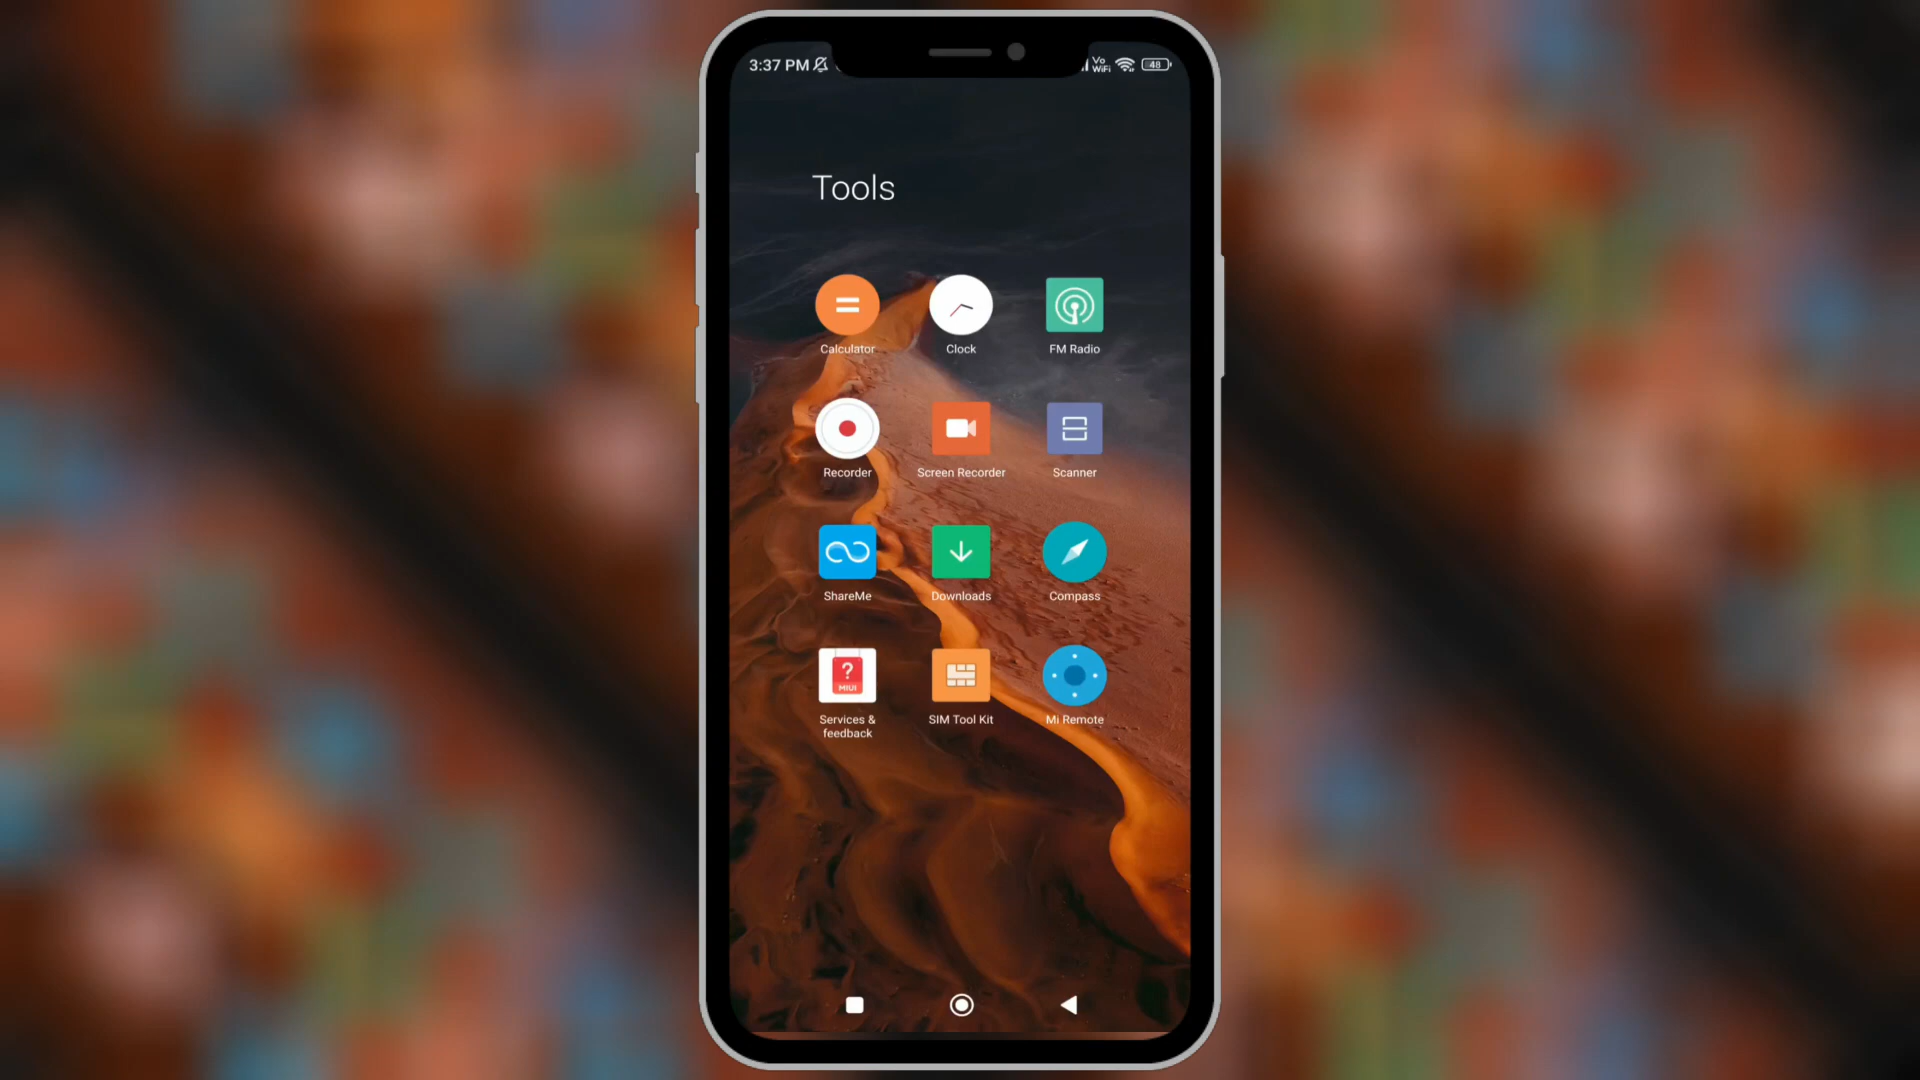 3:37 PM
Vo
WiFi
48
Tools
Calculator
Clock
FM Radio
Recorder
Screen Recorder
Scanner
ShareMe
Downloads
Compass
?
MIUI
Services &
feedback
SIM Tool Kit
Mi Remote